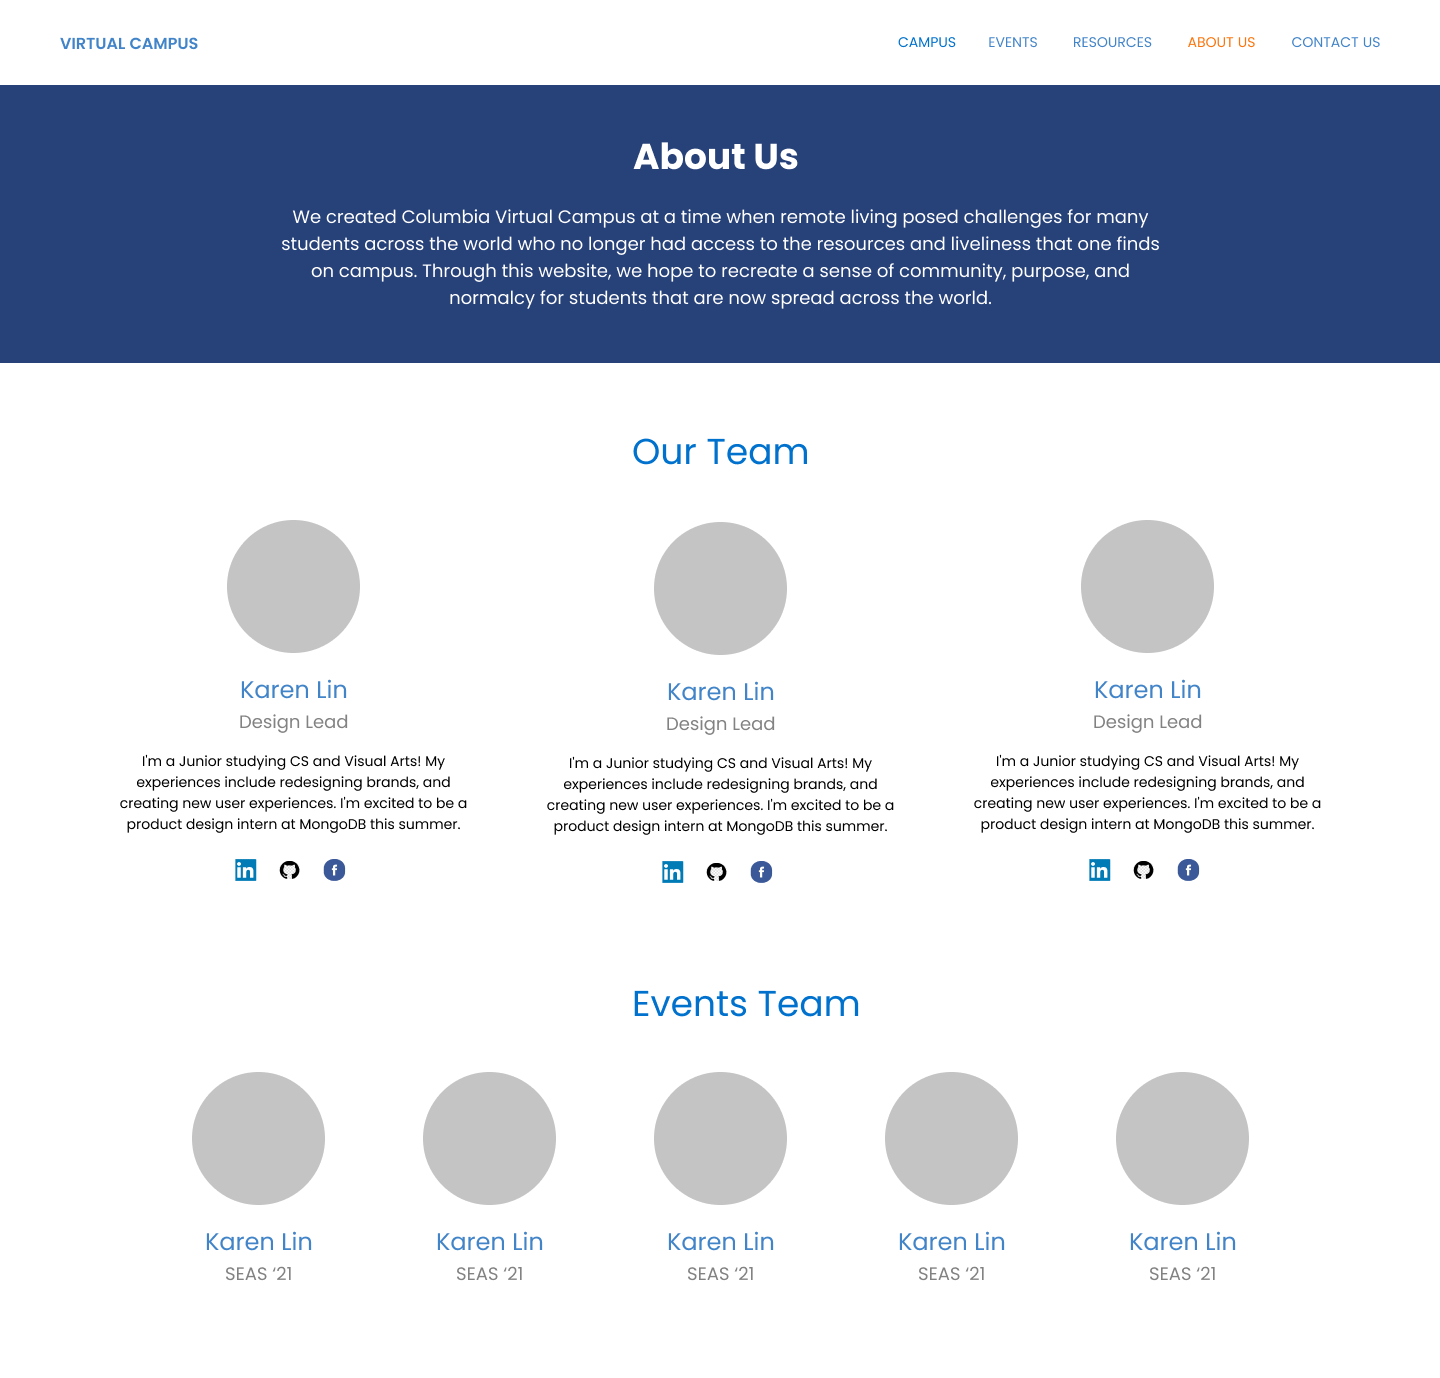 VIRTUAL CAMPUS
CAMPUS EVENTS RESOURCES ABOUT US CONTACT US
About Us
We created Columbia Virtual Campus at a time when remote living posed challenges for many
students across the world who no longer had access to the resources and liveliness that one finds
on campus. Through this website, we hope to recreate a sense of community, purpose, and
normalcy for students that are now spread across the world.
Our Team
Karen Lin
Design Lead
I'm a Junior studying CS and Visual Arts! My
experiences include redesigning brands, and
creating new user experiences. I'm excited to be a
product design intern at MongoDB this summer.
in f
Karen Lin
Design Lead
I'm a Junior studying CS and Visual Arts! My
experiences include redesigning brands, and
creating new user experiences. I'm excited to be a
product design intern at MongoDB this summer.
in f
Karen Lin
Design Lead
I'm a Junior studying CS and Visual Arts! My
experiences include redesigning brands, and
creating new user experiences. I'm excited to be a
product design intern at MongoDB this summer.
in f
Events Team
Karen Lin
SEAS ‘21
Karen Lin
SEAS ‘21
Karen Lin
SEAS ‘21
Karen Lin
SEAS ‘21
Karen Lin
SEAS ‘21